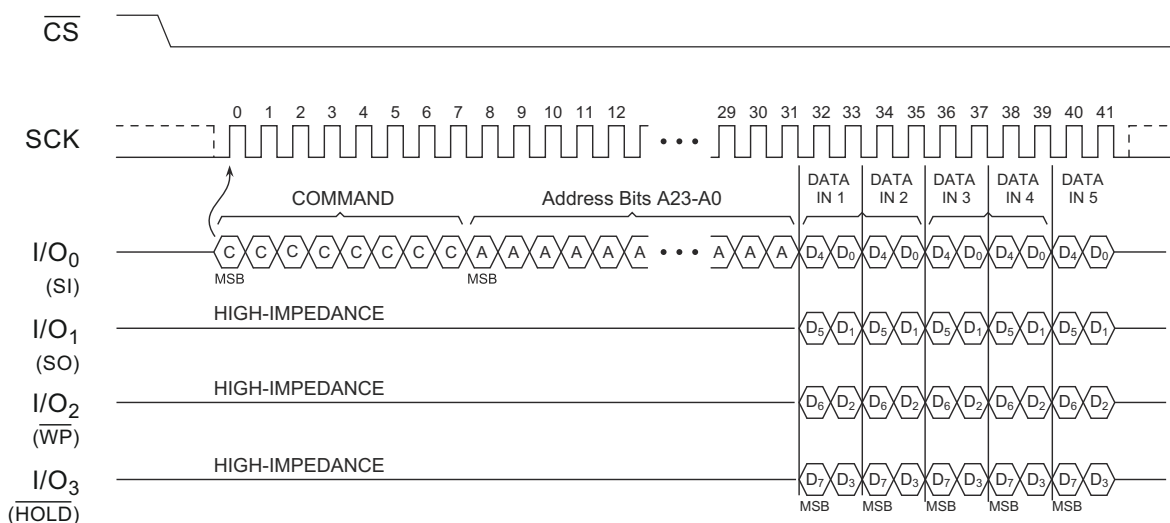 CS
0 1 2 3 4 5 6 7 8 9 10 11 12 29 30 31 32 33 34 35 36 37 38 39 40 41
SCK • • •
DATA IN 1 DATA IN 2 DATA IN 3 DATA IN 4 DATA IN 5
COMMAND Address Bits A23-A0
I/O0 C C C C C C C C A A A A A A • • • A A A D4 D0 D4 D0 D4 D0 D4 D0 D4 D0
(SI) MSB MSB
HIGH-IMPEDANCE
I/O1 D5 D1 D5 D1 D5 D1 D5 D1 D5 D1
(SO)
HIGH-IMPEDANCE
I/O2 D6 D2 D6 D2 D6 D2 D6 D2 D6 D2
(WP)
HIGH-IMPEDANCE
I/O3 D7 D3 D7 D3 D7 D3 D7 D3 D7 D3
(HOLD) MSB MSB MSB MSB MSB